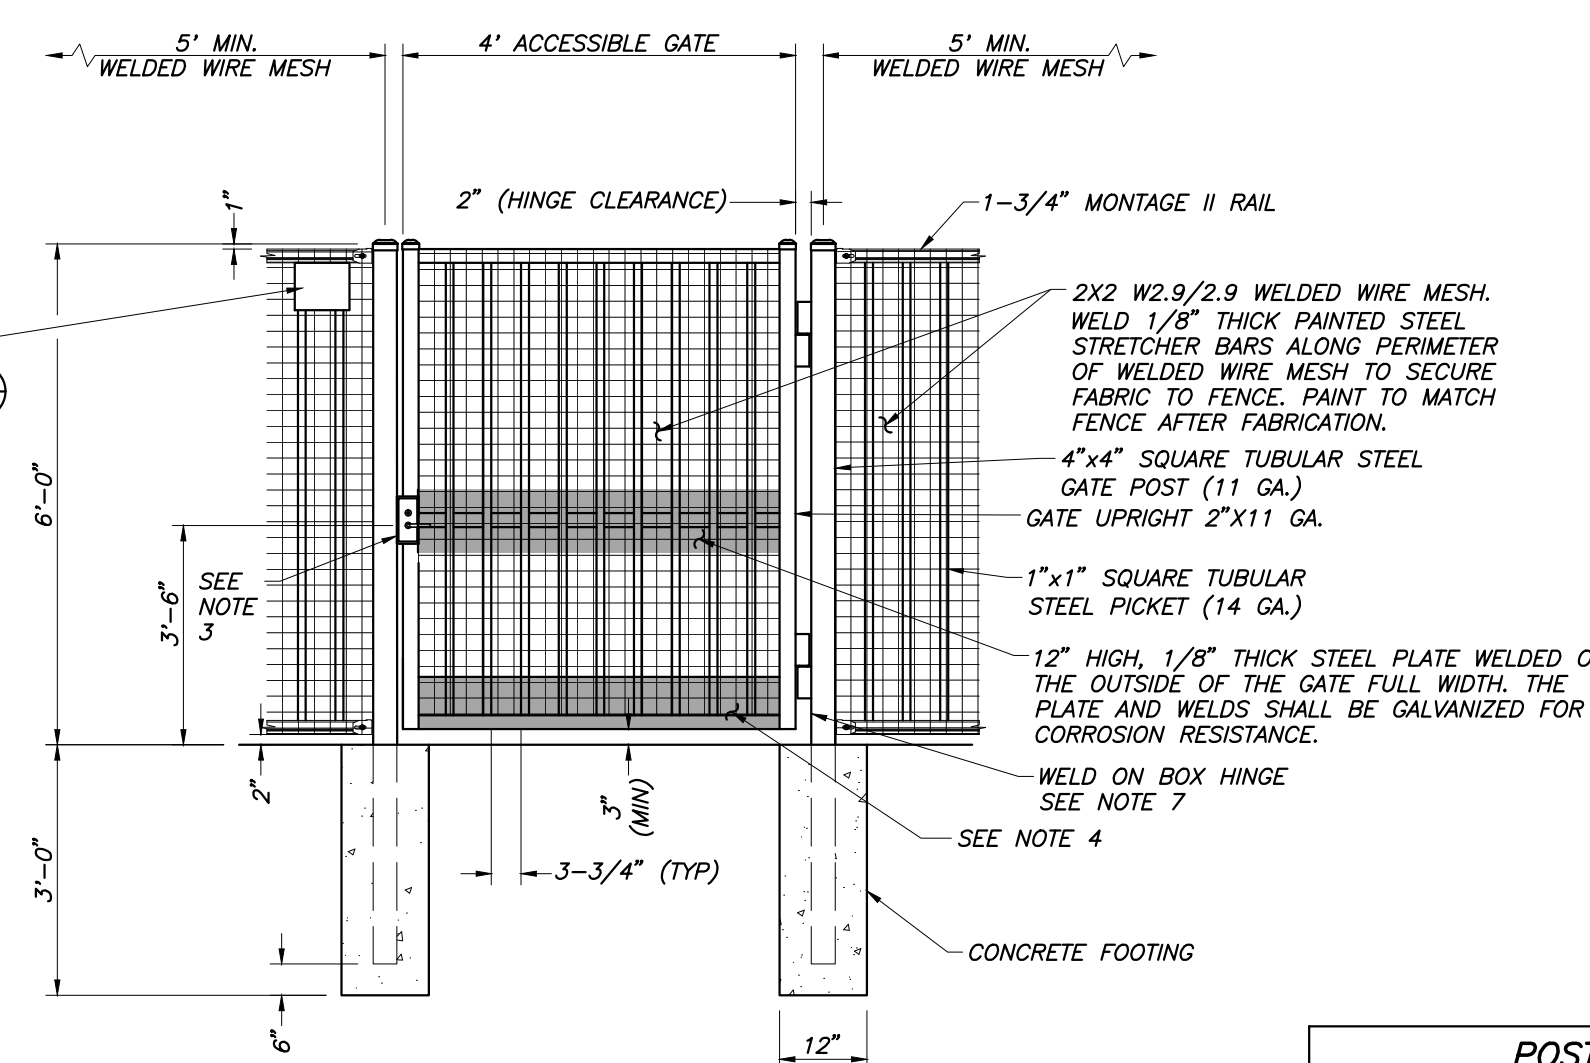 5' MIN.
WELDED WIRE MESH
4' ACCESSIBLE GATE
5' MIN.
WELDED WIRE MESH
2" (HINGE CLEARANCE)
1"
1-3/4" MONTAGE II RAIL
2X2 W2.9/2.9 WELDED WIRE MESH.
WELD 1/8" THICK PAINTED STEEL
STRETCHER BARS ALONG PERIMETER
OF WELDED WIRE MESH TO SECURE
FABRIC TO FENCE. PAINT TO MATCH
FENCE AFTER FABRICATION.
4"x4" SQUARE TUBULAR STEEL
GATE POST (11 GA.)
GATE UPRIGHT 2"X11 GA.
6'-0"
3'-6"
SEE
NOTE
3
1"x1" SQUARE TUBULAR
STEEL PICKET (14 GA.)
12" HIGH, 1/8" THICK STEEL PLATE WELDED
THE OUTSIDE OF THE GATE FULL WIDTH. THE
PLATE AND WELDS SHALL BE GALVANIZED FOR
CORROSION RESISTANCE.
WELD ON BOX HINGE
SEE NOTE 7
2"
3"
(MIN)
SEE NOTE 4
3-3/4" (TYP)
3'-0"
CONCRETE FOOTING
6"
12"
POST